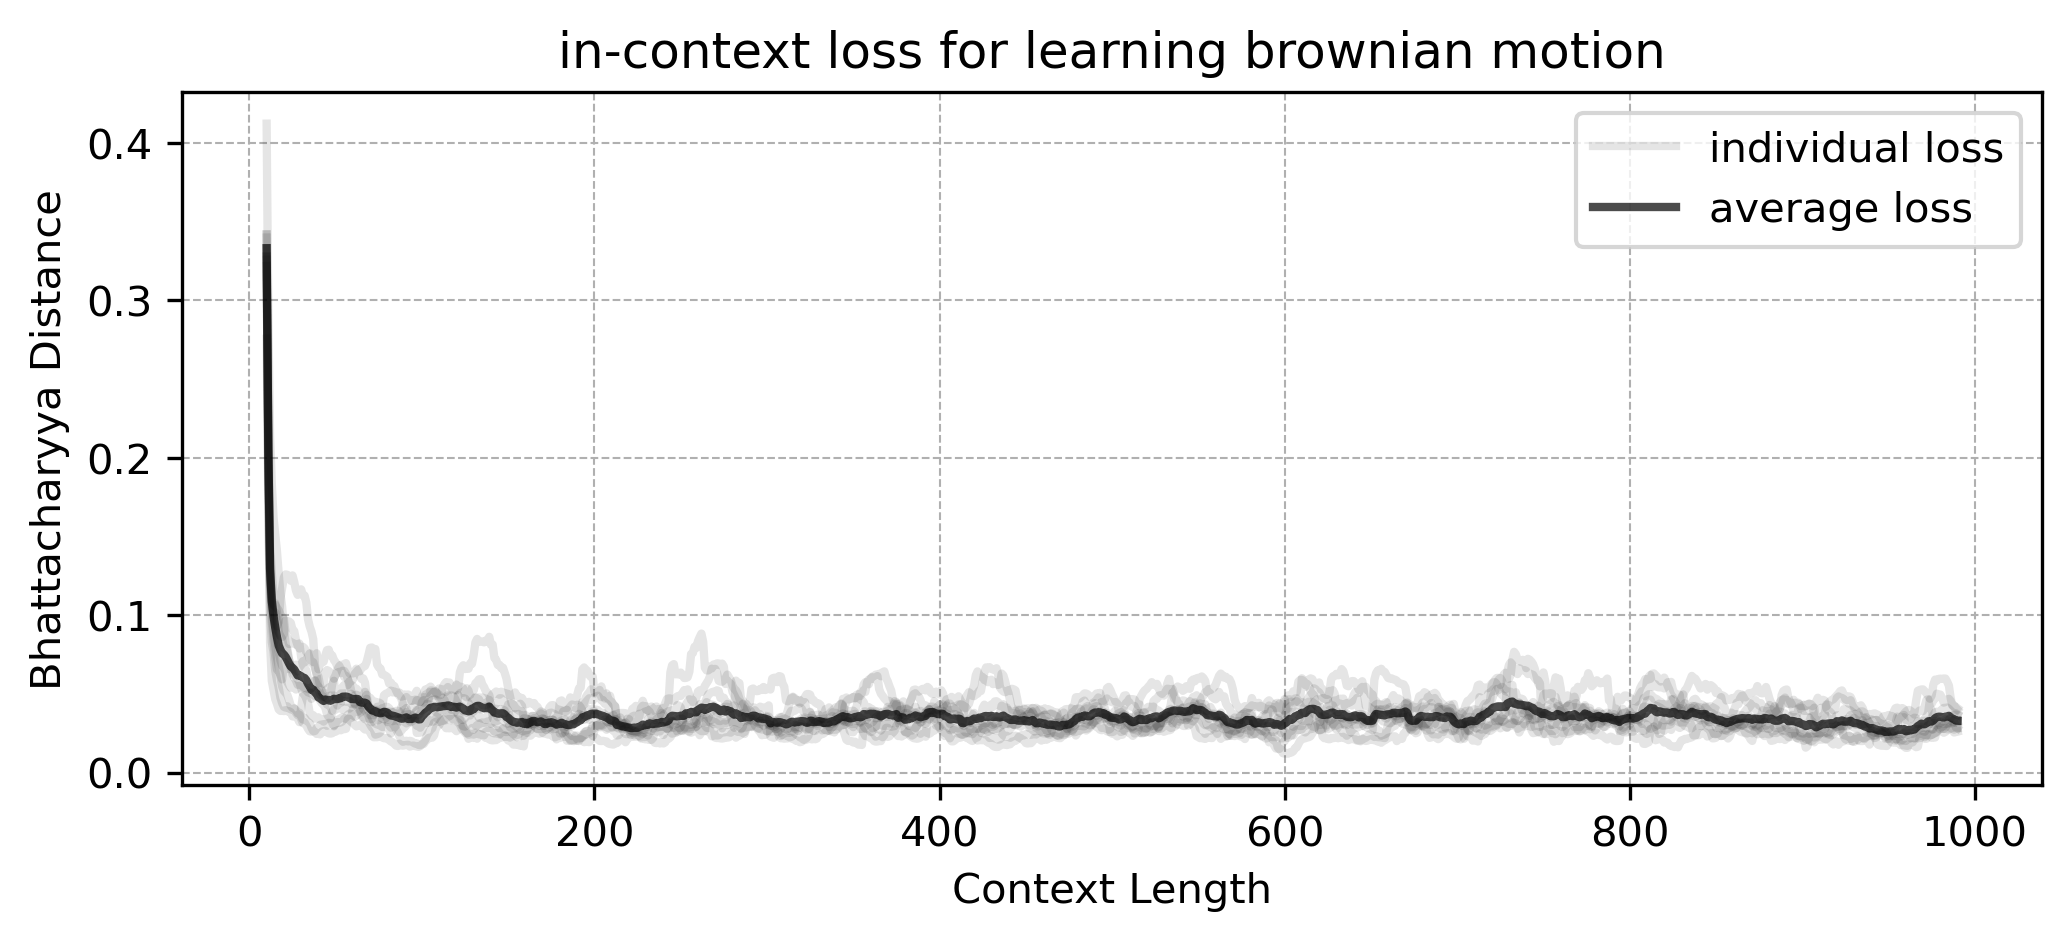 in-context loss for learning brownian motion
individual loss
average loss
Bhattacharyya Distance
0.4
0.3
0.2
0.1
0.0
0 200 400 600 800 1000
Context Length